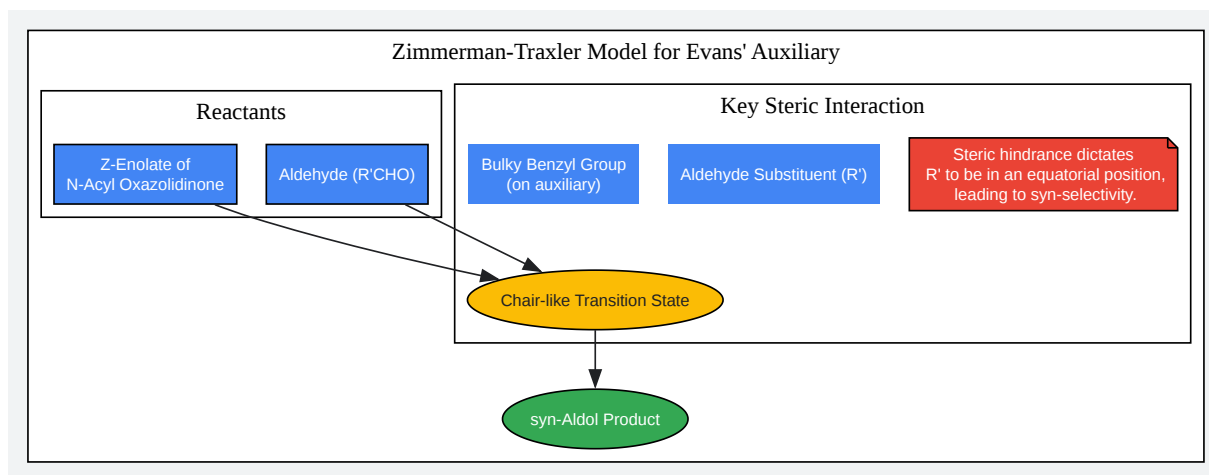 Zimmerman-Traxler Model for Evans' Auxiliary
Reactants
Z-Enolate of
N-Acyl Oxazolidinone
Aldehyde (R'CHO)
Key Steric Interaction
Bulky Benzyl Group
(on auxiliary)
Aldehyde Substituent (R')
Steric hindrance dictates
R' to be in an equatorial position,
leading to syn-selectivity.
Chair-like Transition State
syn-Aldol Product